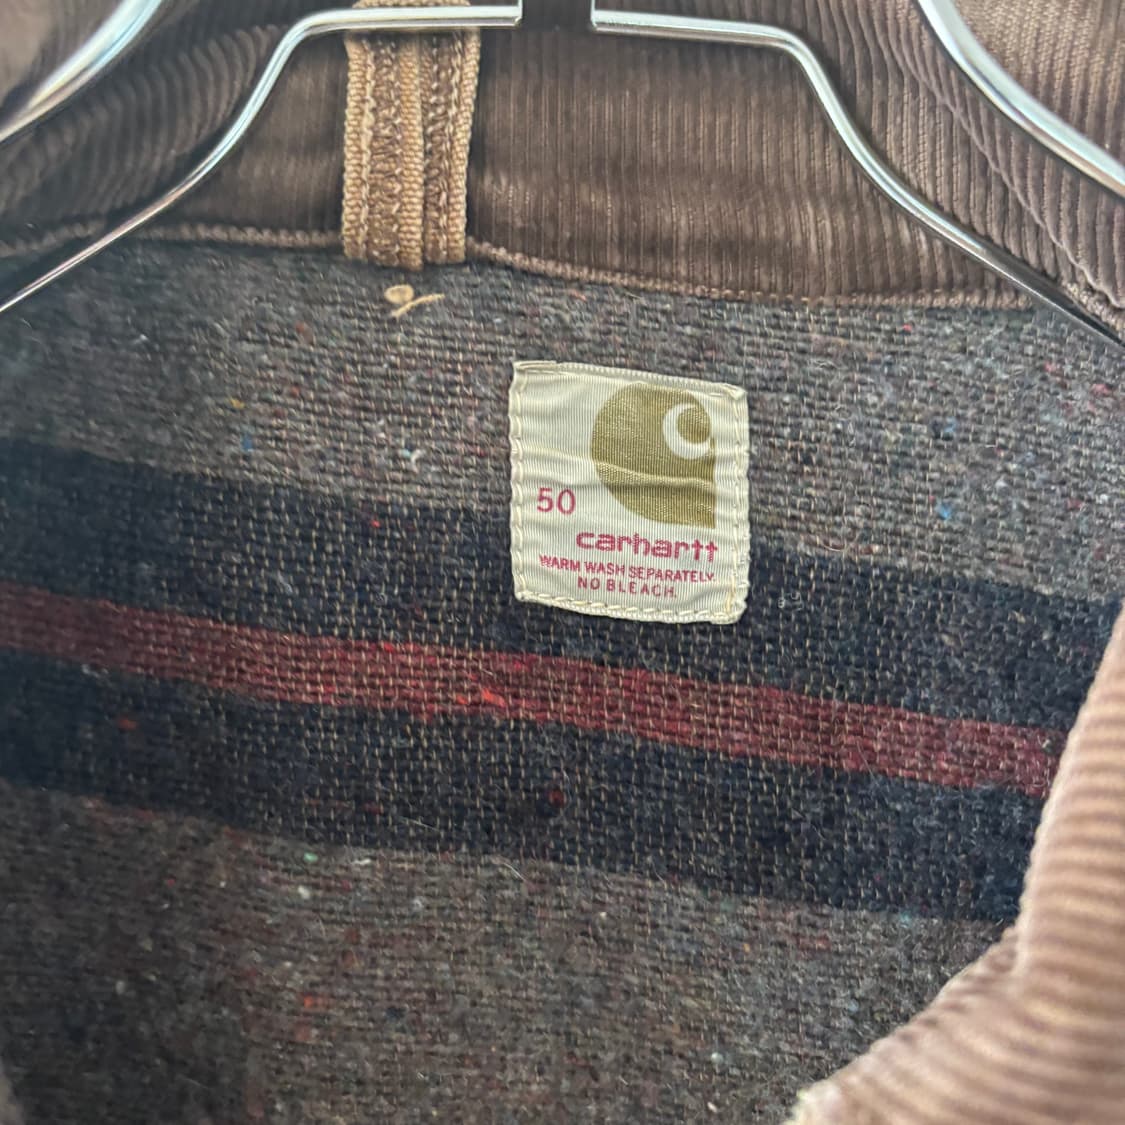 50
carhartt
WARM WASH SEPARATELY
NO BLEACH.